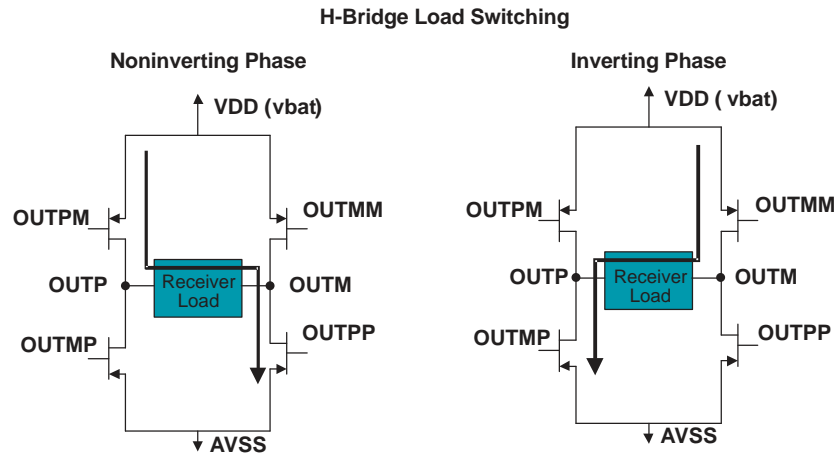 H-Bridge Load Switching
Noninverting Phase
VDD (vbat)
OUTPM
OUTMM
OUTP
Receiver
Load
OUTM
OUTMP
OUTPP
AVSS
Inverting Phase
VDD ( vbat)
OUTPM
OUTMM
OUTP
Receiver
Load
OUTM
OUTMP
OUTPP
AVSS